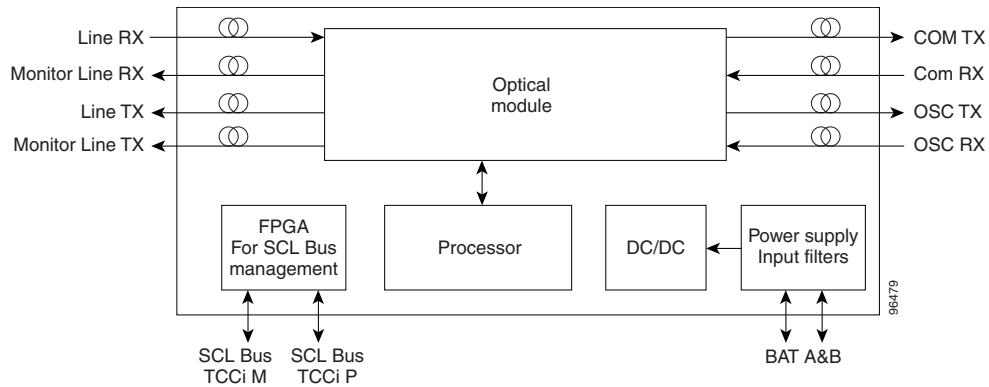 Line RX
Monitor Line RX
Line TX
Monitor Line TX
Optical
module
COM TX
Com RX
OSC TX
OSC RX
FPGA
For SCL Bus
management
Processor
DC/DC
Power supply
Input filters
96479
SCL Bus
TCCi M
SCL Bus
TCCi P
BAT A&B